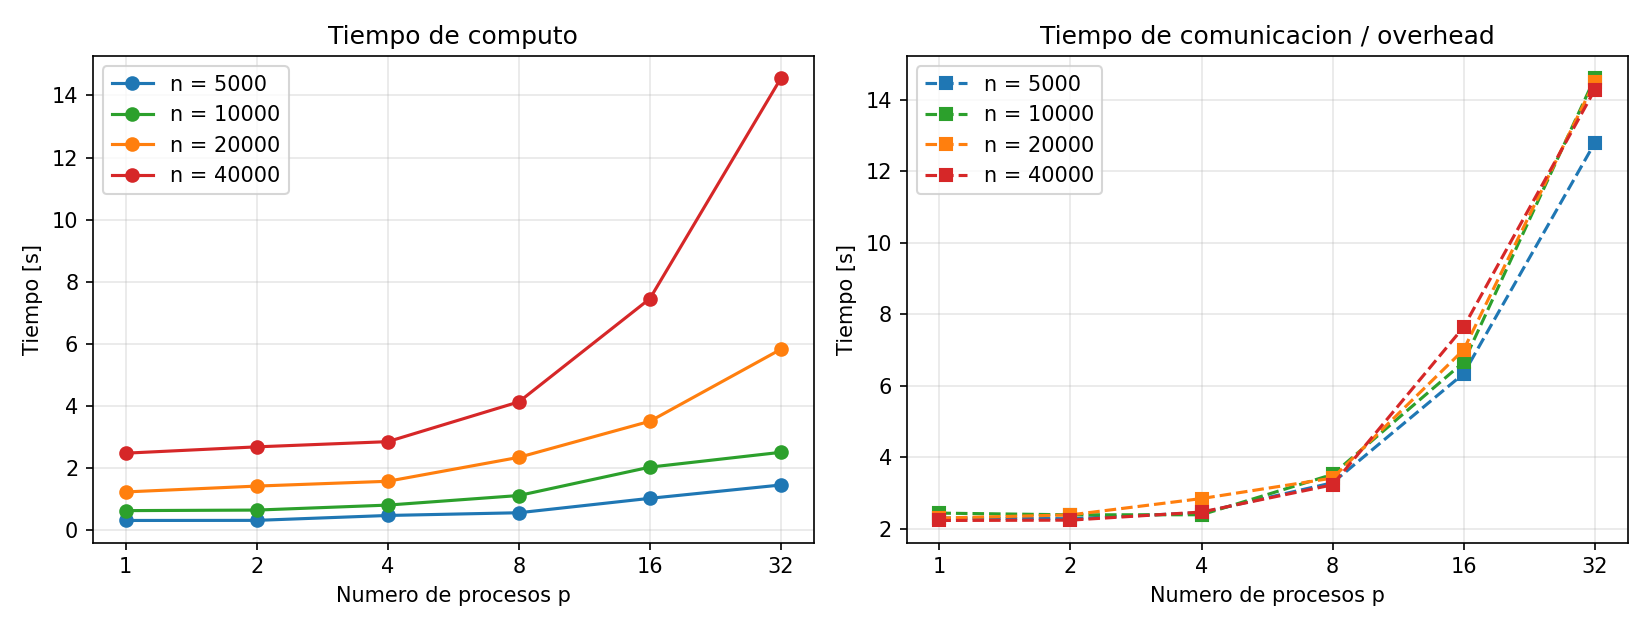 Tiempo de computo
n = 5000
n = 10000
n = 20000
n = 40000
14
12
10
8
6
4
2
0
Tiempo [s]
1 2 4 8 16 32
Numero de procesos p
Tiempo de comunicacion / overhead
n = 5000
n = 10000
n = 20000
n = 40000
14
12
10
8
6
4
2
Tiempo [s]
1 2 4 8 16 32
Numero de procesos p